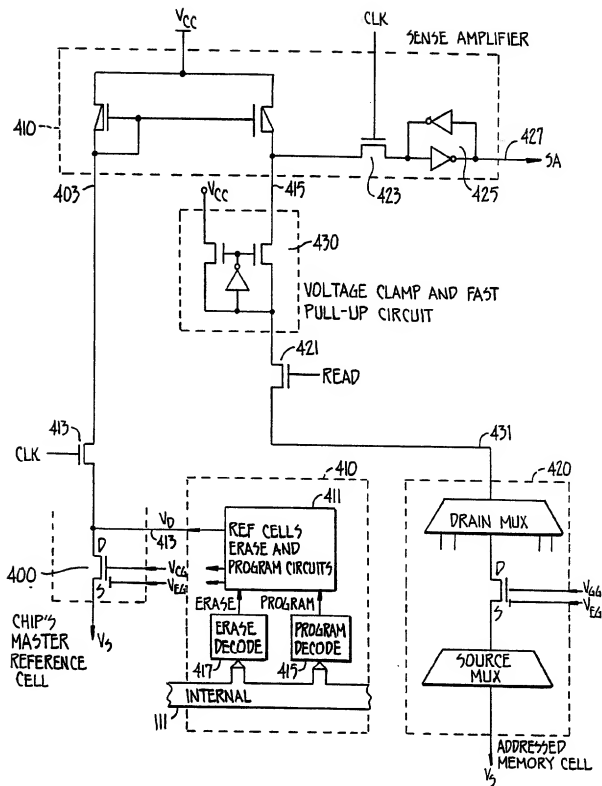 VCC
CLK
SENSE AMPLIFIER
410
427
SA
423
425
403
415
VCC
430
VOLTAGE CLAMP AND FAST
PULL-UP CIRCUIT
421
READ
413
CLK
431
410
420
411
DRAIN MUX
VD
413
REF CELLS
ERASE AND
PROGRAM CIRCUITS
D
400
VCG
VEG
S
D
VGG
VEG
S
ERASE
PROGRAM
CHIP'S
MASTER
REFERENCE
CELL
VS
ERASE
DECODE
PROGRAM
DECODE
417
415
SOURCE
MUX
INTERNAL
111
ADDRESSED
MEMORY CELL
VS